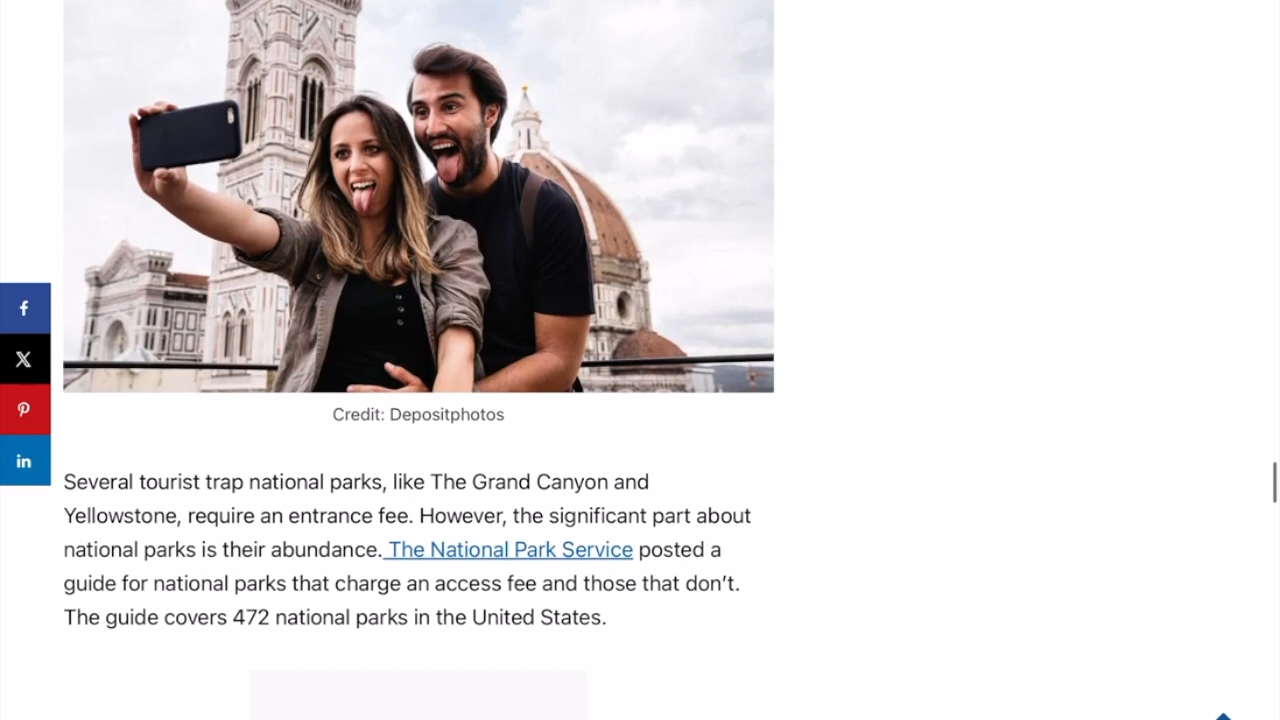 Credit: Depositphotos
Several tourist trap national parks, like The Grand Canyon and
Yellowstone, require an entrance fee. However, the significant part about
national parks is their abundance. The National Park Service posted a
guide for national parks that charge an access fee and those that don’t.
The guide covers 472 national parks in the United States.